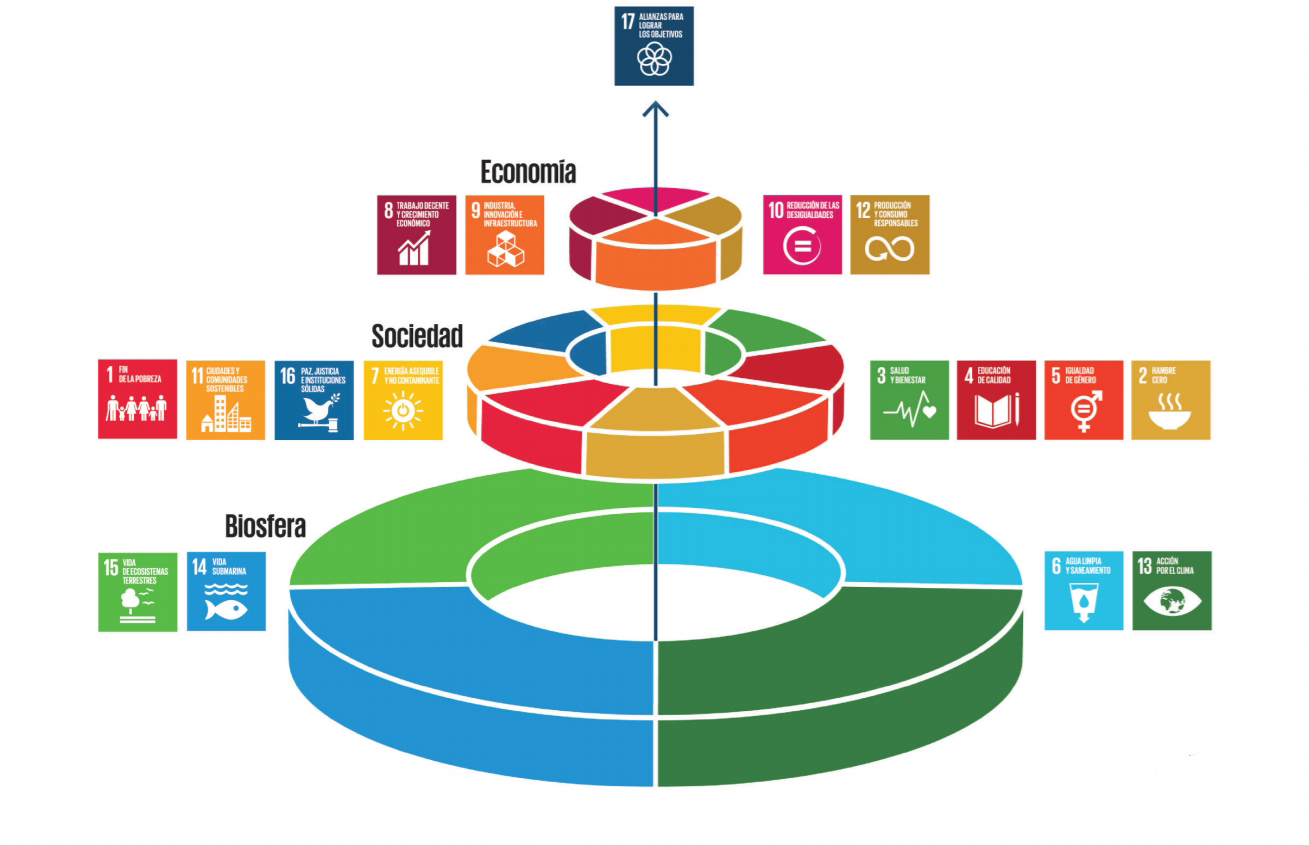 17 ALIANZAS PARA
LOGRAR
LOS OBJETIVOS
Economía
8 TRABAJO DECENTE
Y CRECIMIENTO
ECONÓMICO
9 INDUSTRIA,
INNOVACIÓN E
INFRAESTRUCTURA
10 REDUCCIÓN DE LAS
DESIGUALDADES
12 PRODUCCIÓN
Y CONSUMO
RESPONSABLES
Sociedad
1 FIN
DE LA POBREZA
11 CIUDADES Y
COMUNIDADES
SOSTENIBLES
16 PAZ, JUSTICIA
E INSTITUCIONES
SÓLIDAS
7 ENERGÍA ASEQUIBLE
Y NO CONTAMINANTE
3 SALUD
Y BIENESTAR
4 EDUCACIÓN
DE CALIDAD
5 IGUALDAD
DE GÉNERO
2 HAMBRE
CERO
Biosfera
15 VIDA
DE ECOSISTEMAS
TERRESTRES
14 VIDA
SUBMARINA
6 AGUA LIMPIA
Y SANEAMIENTO
13 ACCIÓN
POR EL CLIMA